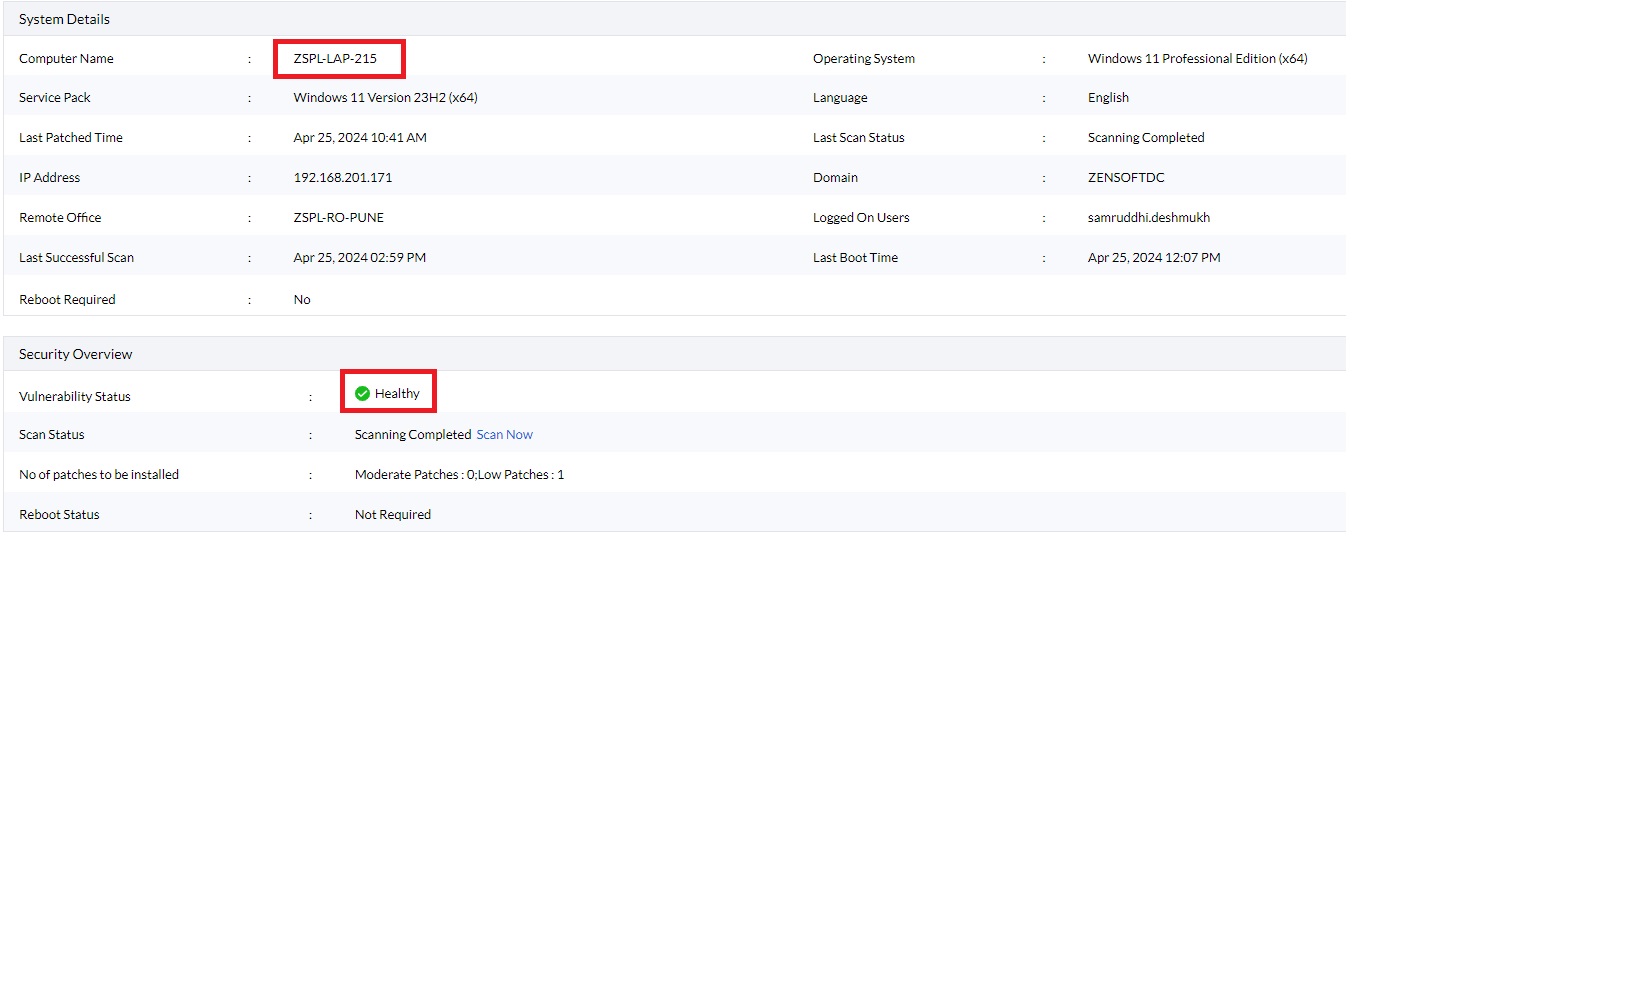 System Details
Computer Name : ZSPL-LAP-215 Operating System : Windows 11 Professional Edition (x64)
Service Pack : Windows 11 Version 23H2 (x64) Language : English
Last Patched Time : Apr 25, 2024 10:41 AM Last Scan Status : Scanning Completed
IP Address : 192.168.201.171 Domain : ZENSOFTDC
Remote Office : ZSPL-RO-PUNE Logged On Users : samruddhi.deshmukh
Last Successful Scan : Apr 25, 2024 02:59 PM Last Boot Time : Apr 25, 2024 12:07 PM
Reboot Required : No
Security Overview
Vulnerability Status : Healthy
Scan Status : Scanning Completed Scan Now
No of patches to be installed : Moderate Patches : 0;Low Patches : 1
Reboot Status : Not Required